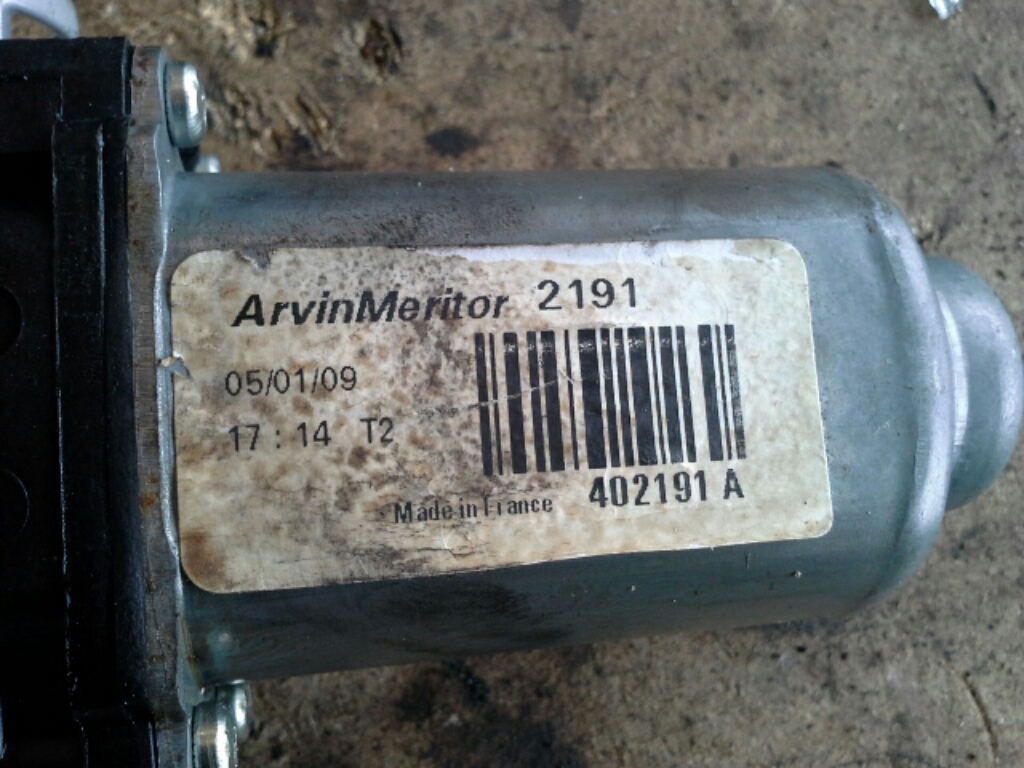 ArvinMeritor 2191
05/01/09
17 : 14 T2
402191 A
Made in France